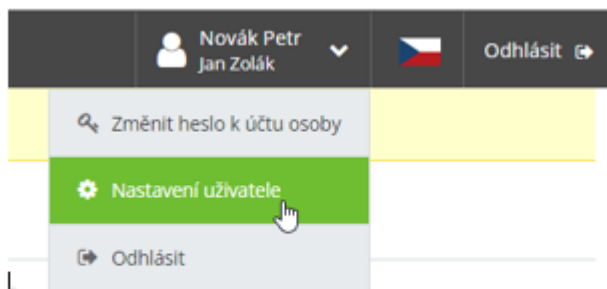 Novák Petr
Jan Zolák
Odhlásit
Změnit heslo k účtu osoby
Nastavení uživatele
Odhlásit